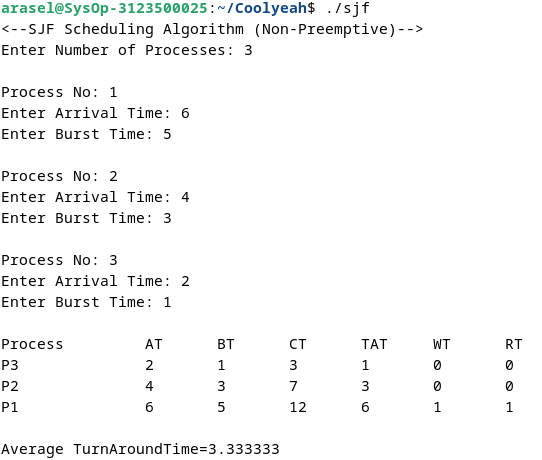 arasel@SysOp-3123500025:~/Coolyeah$ ./sjf
<--SJF Scheduling Algorithm (Non-Preemptive)-->
Enter Number of Processes: 3
Process No: 1
Enter Arrival Time: 6
Enter Burst Time: 5
Process No: 2
Enter Arrival Time: 4
Enter Burst Time: 3
Process No: 3
Enter Arrival Time: 2
Enter Burst Time: 1
Process AT BT CT TAT WT RT
P3 2 1 3 1 0 0
P2 4 3 7 3 0 0
P1 6 5 12 6 1 1
Average TurnAroundTime=3.333333